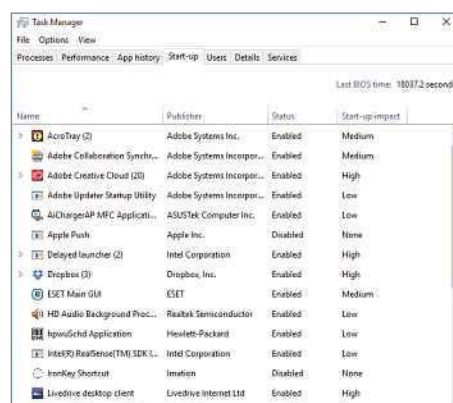 Task Manager
File Options View
Processes Performance App history Start-up Users Details Services
Last BIOS time: 18037.2 second
Name Publisher Status Start-up impact
AcroTray (2) Adobe Systems Inc. Enabled Medium
Adobe Collaboration Synchr... Adobe Systems Incorpor... Enabled Medium
Adobe Creative Cloud (20) Adobe Systems Incorpor... Enabled High
Adobe Updater Startup Utility Adobe Systems Incorpor... Enabled Low
AiChargerAP MFC Applicati... ASUSTek Computer Inc. Enabled Low
Apple Push Apple Inc. Disabled None
Delayed launcher (2) Intel Corporation Enabled High
Dropbox (3) Dropbox, Inc. Enabled High
ESET Main GUI ESET Enabled Medium
HD Audio Background Proc... Realtek Semiconductor Enabled Low
hpwuSchd Application Hewlett-Packard Enabled Low
Intel(R) RealSense(TM) SDK I... Intel Corporation Enabled Low
IronKey Shortcut Imation Disabled None
Livedrive desktop client Livedrive Internet Ltd Enabled High